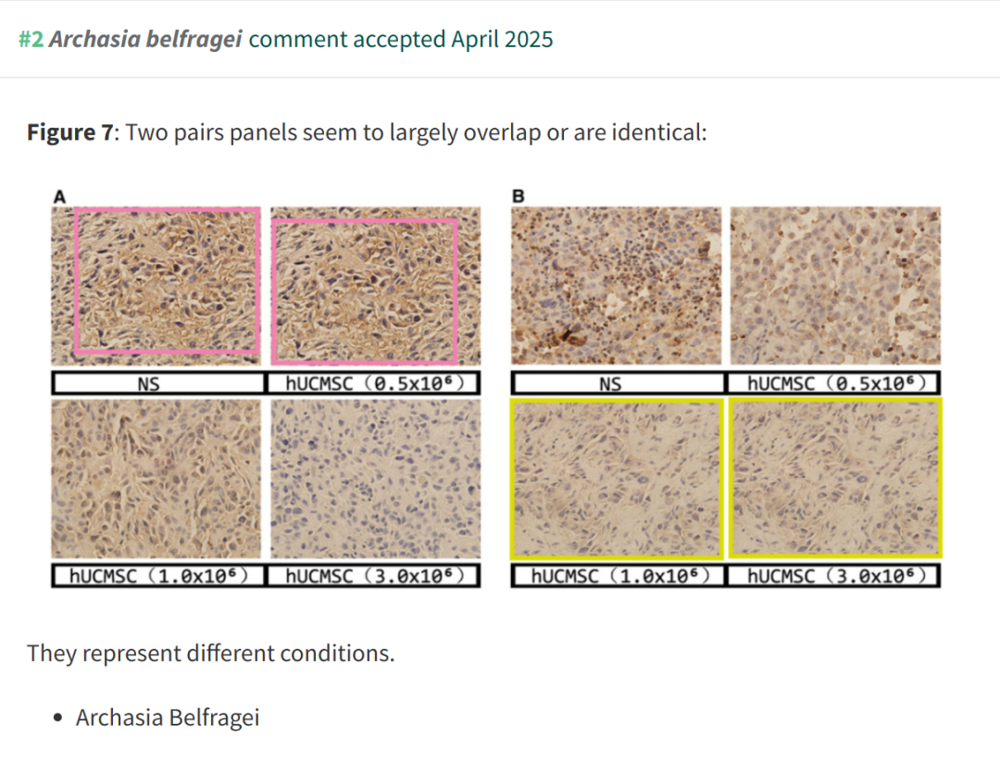 #2 Archasia belfragei comment accepted April 2025
Figure 7: Two pairs panels seem to largely overlap or are identical:
A
B
NS
hUCMSC (0.5x10⁶)
NS
hUCMSC (0.5x10⁶)
hUCMSC (1.0x10⁶)
hUCMSC (3.0x10⁶)
hUCMSC (1.0x10⁶)
hUCMSC (3.0x10⁶)
They represent different conditions.
• Archasia Belfragei